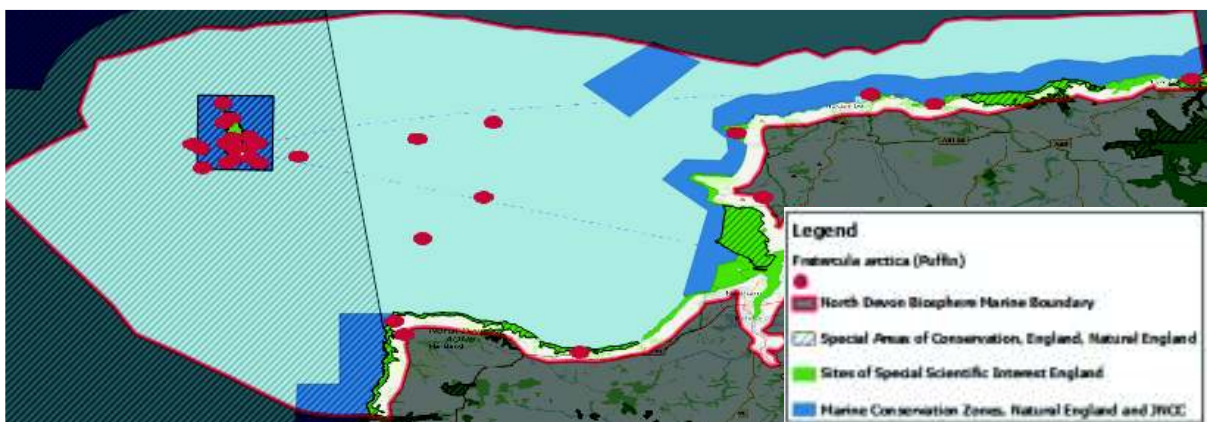 Legend
Fratercula arctica (Puffin)
North Devon Biosphere Marine Boundary
Special Areas of Conservation, England, Natural England
Sites of Special Scientific Interest England
Marine Conservation Zones, Natural England and JNCC